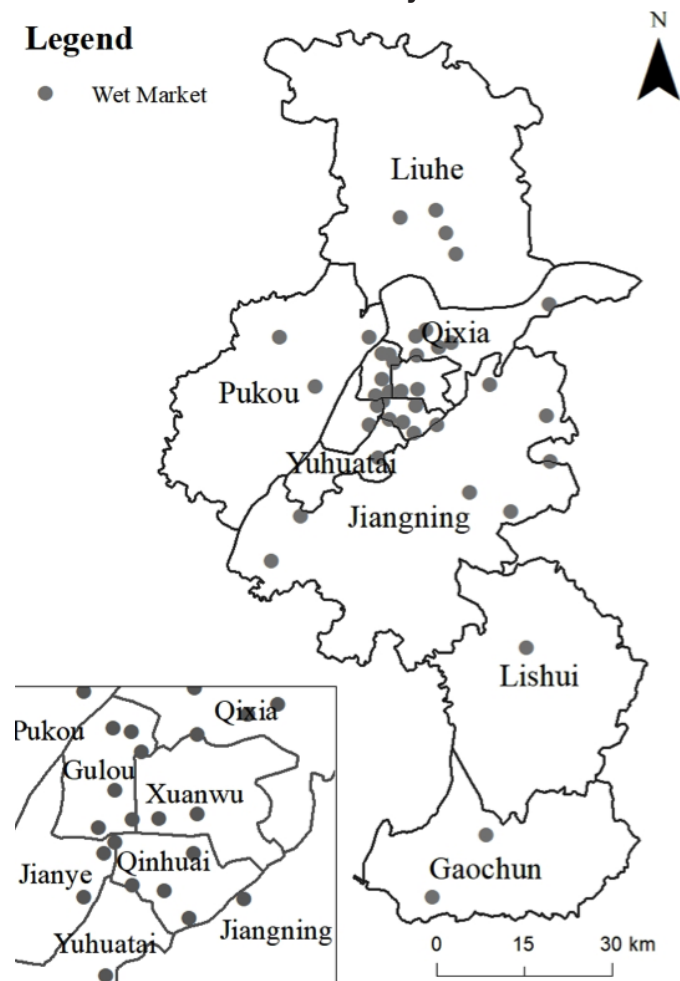 Legend
Wet Market
N
Liuhe
Qixia
Pukou
Yuhuatai
Jiangning
Lishui
Gaochun
Qixia
Pukou
Gulou
Xuanwu
Qinhuai
Jianye
Jiangning
Yuhuatai
0 15 30 km